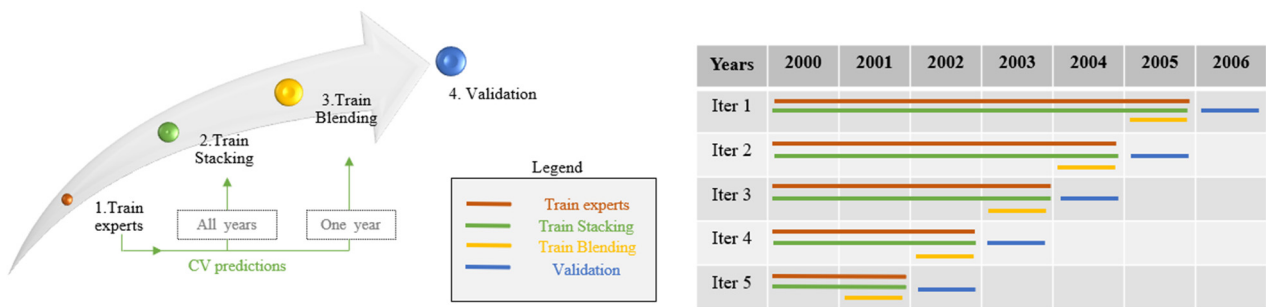 1.Train
experts
2.Train
Stacking
3.Train
Blending
4. Validation
All years
One year
CV predictions
Legend
Train experts
Train Stacking
Train Blending
Validation
Years 2000 2001 2002 2003 2004 2005 2006
Iter 1
Iter 2
Iter 3
Iter 4
Iter 5